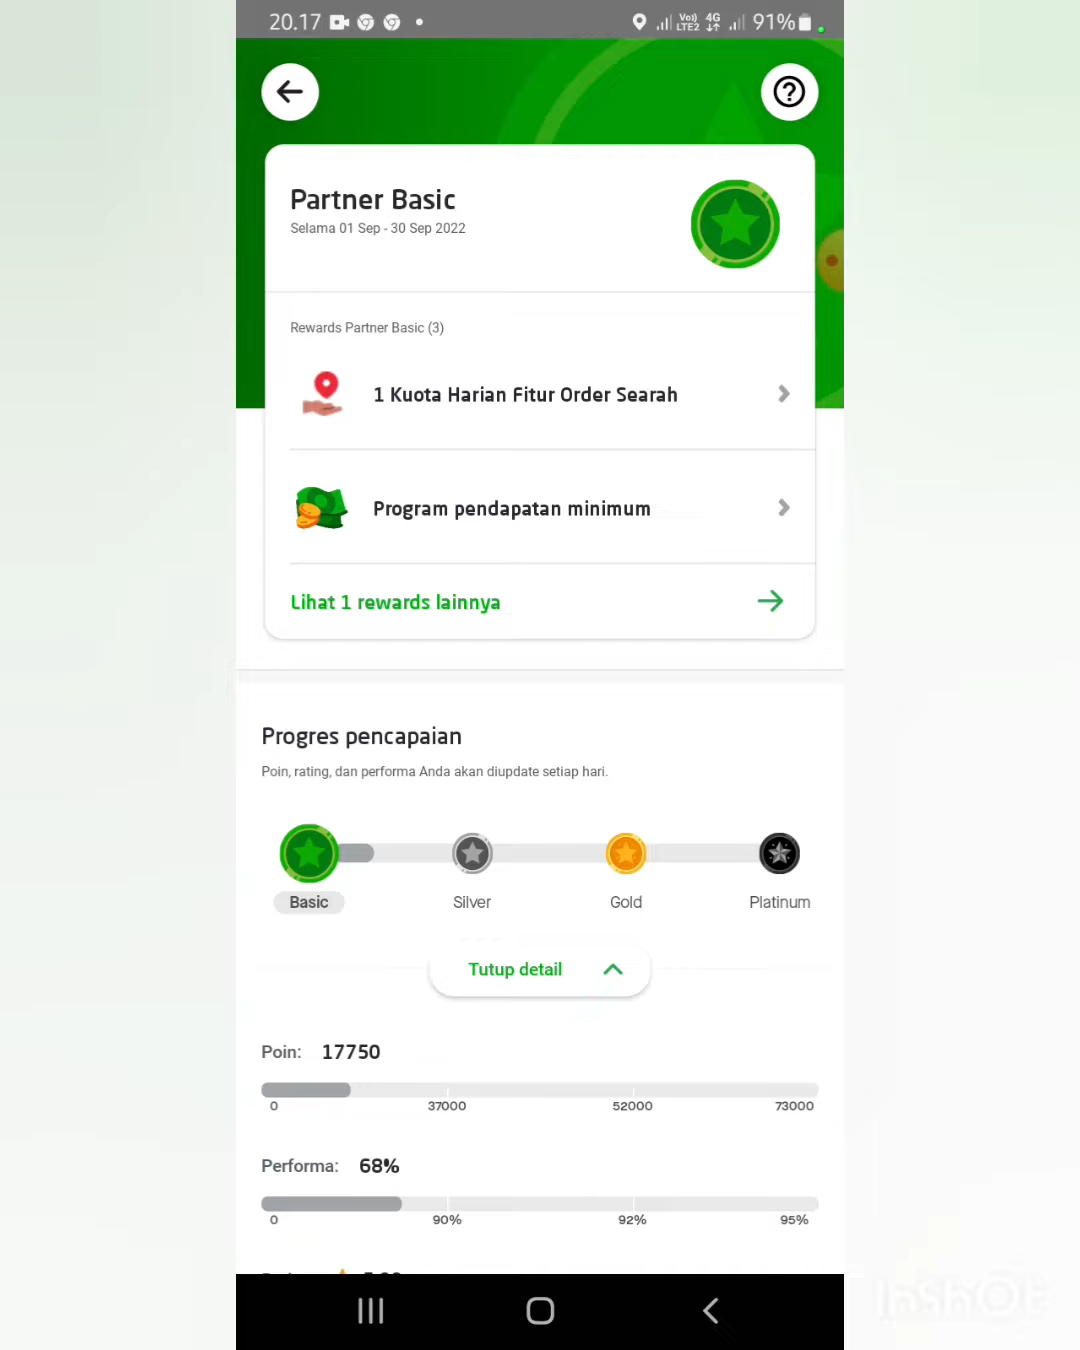 20.17
Vo)) 4G
LTE2
91%
Partner Basic
Selama 01 Sep - 30 Sep 2022
Rewards Partner Basic (3)
1 Kuota Harian Fitur Order Searah
Program pendapatan minimum
Lihat 1 rewards lainnya
Progres pencapaian
Poin, rating, dan performa Anda akan diupdate setiap hari.
Basic Silver Gold Platinum
Tutup detail
Poin: 17750
0 37000 52000 73000
Performa: 68%
0 90% 92% 95%
InShOt